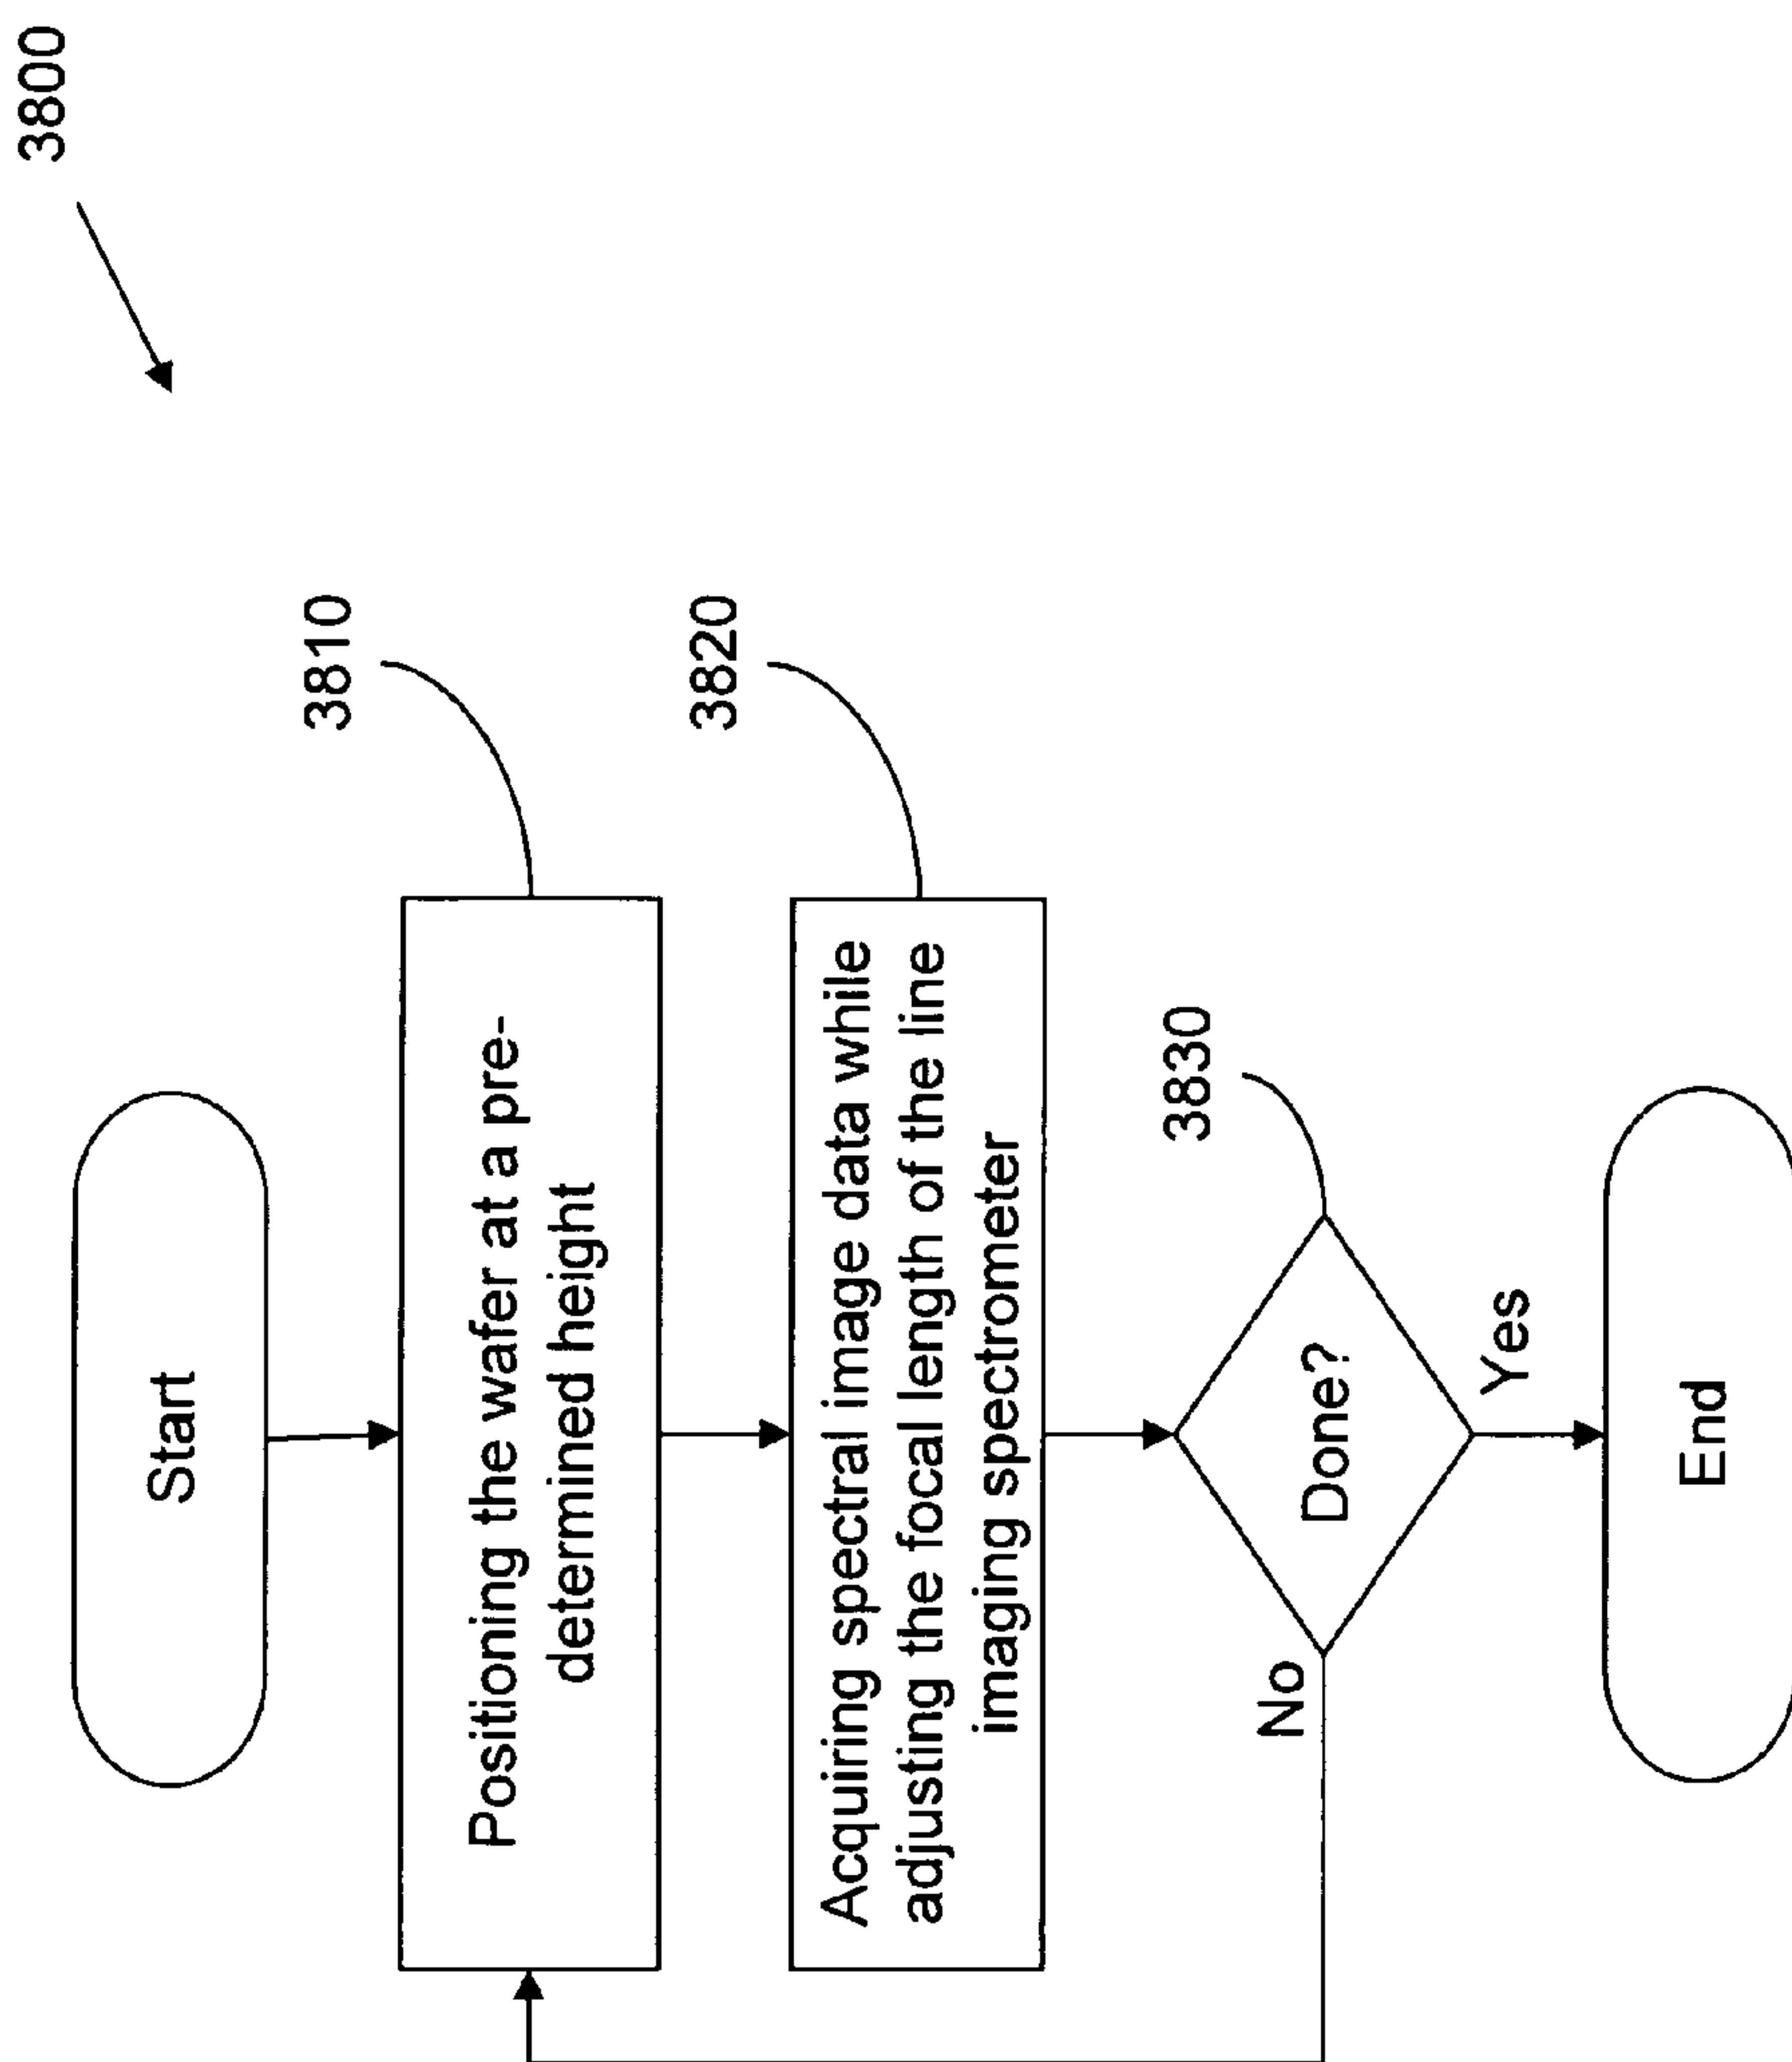 3800
Start
3810
Positioning the wafer at a pre-
determined height
3820
Acquiring spectral image data while
adjusting the focal length of the line
imaging spectrometer
3830
Done?
No
Yes
End